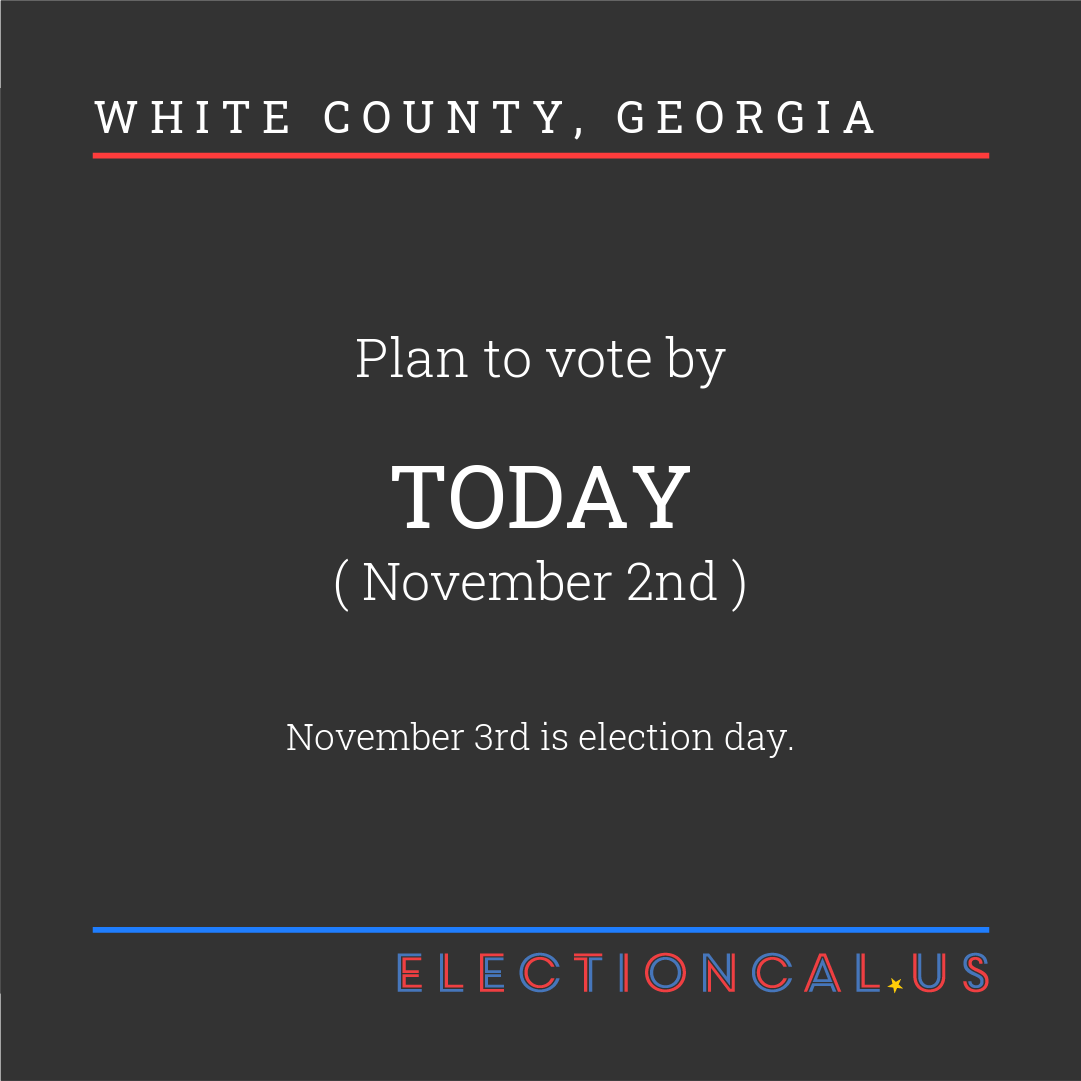 WHITE COUNTY, GEORGIA
Plan to vote by
TODAY
( November 2nd )
November 3rd is election day.
ELECTIONCAL.US